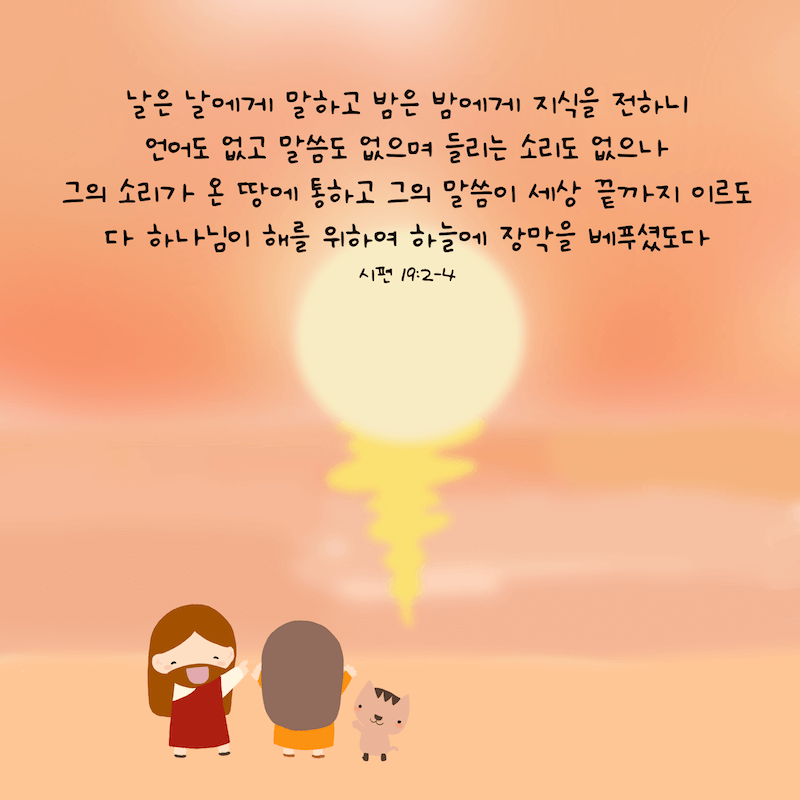 날은 날에게 말하고 밤은 밤에게 지식을 전하니
언어도 없고 말씀도 없으며 들리는 소리도 없으나
그의 소리가 온 땅에 통하고 그의 말씀이 세상 끝까지 이르도
다 하나님이 해를 위하여 하늘에 장막을 베푸셨도다
시편 19:2-4